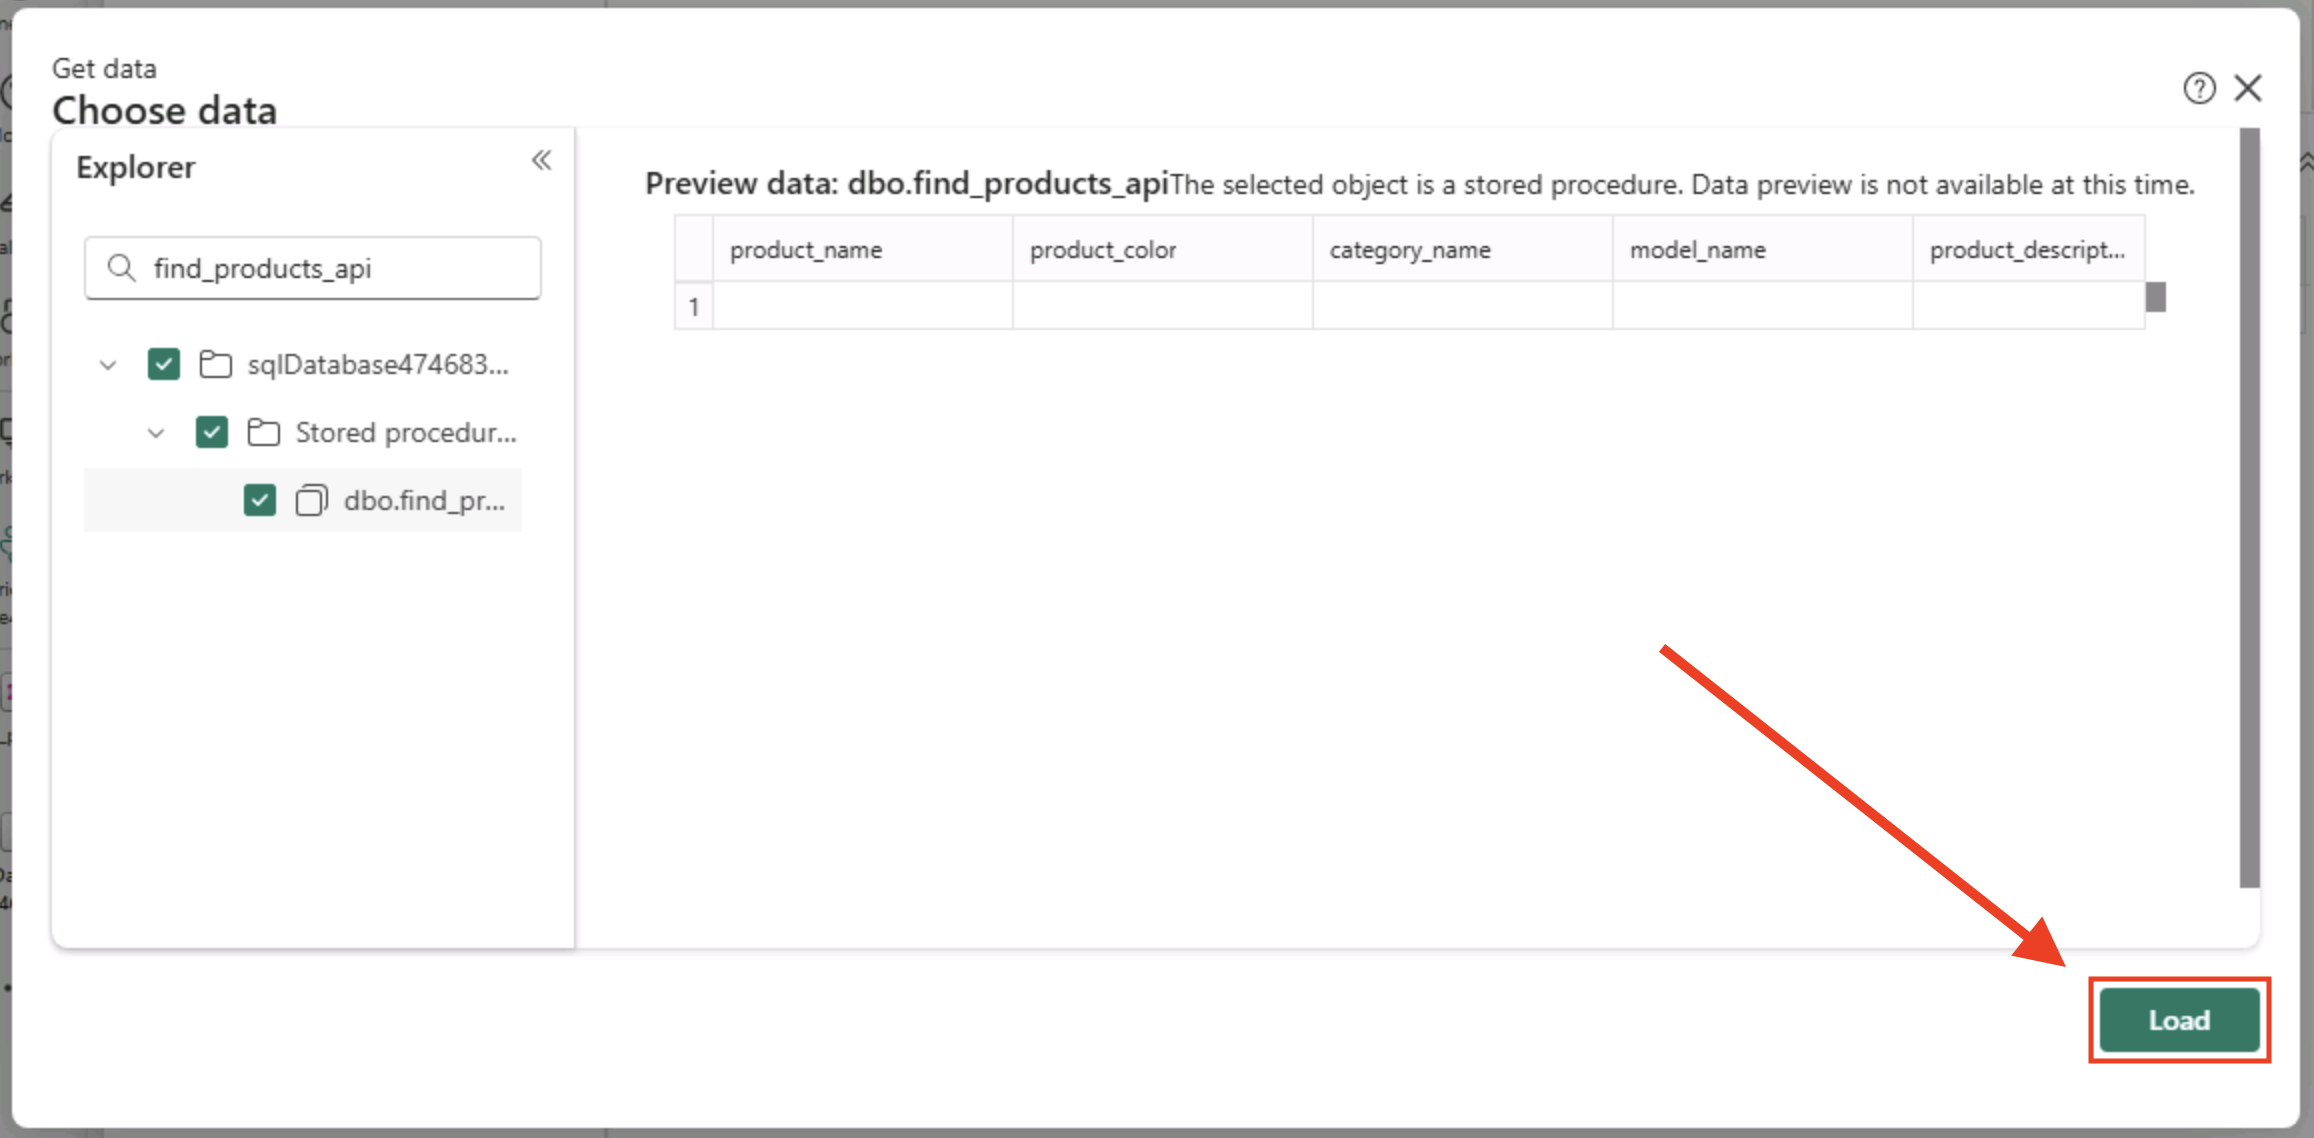 Get data
Choose data
Explorer
find_products_api
sqlDatabase474683...
Stored procedur...
dbo.find_pr...
Preview data: dbo.find_products_apiThe selected object is a stored procedure. Data preview is not available at this time.
product_name product_color category_name model_name product_descript...
1
Load